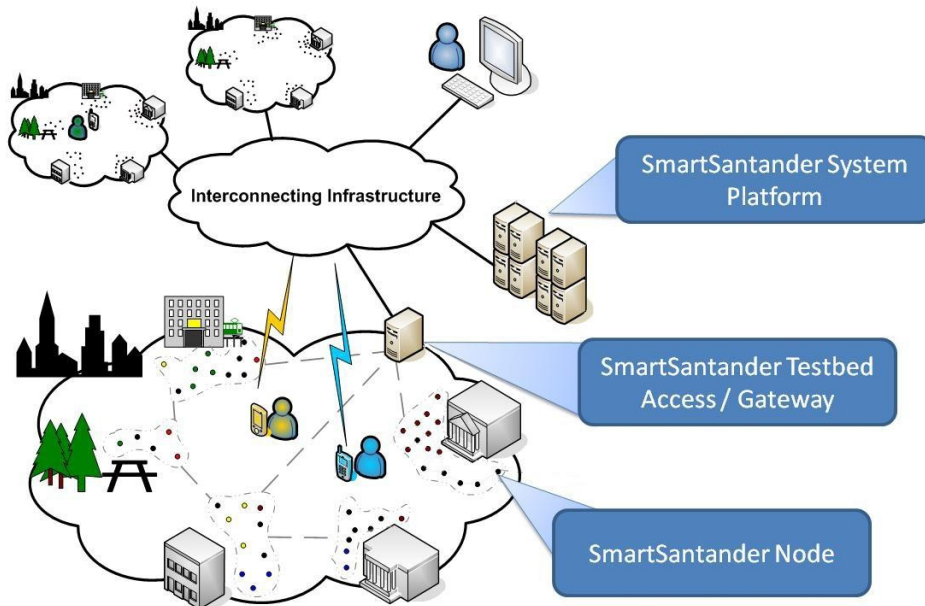 Interconnecting Infrastructure
SmartSantander System
Platform
SmartSantander Testbed
Access / Gateway
SmartSantander Node